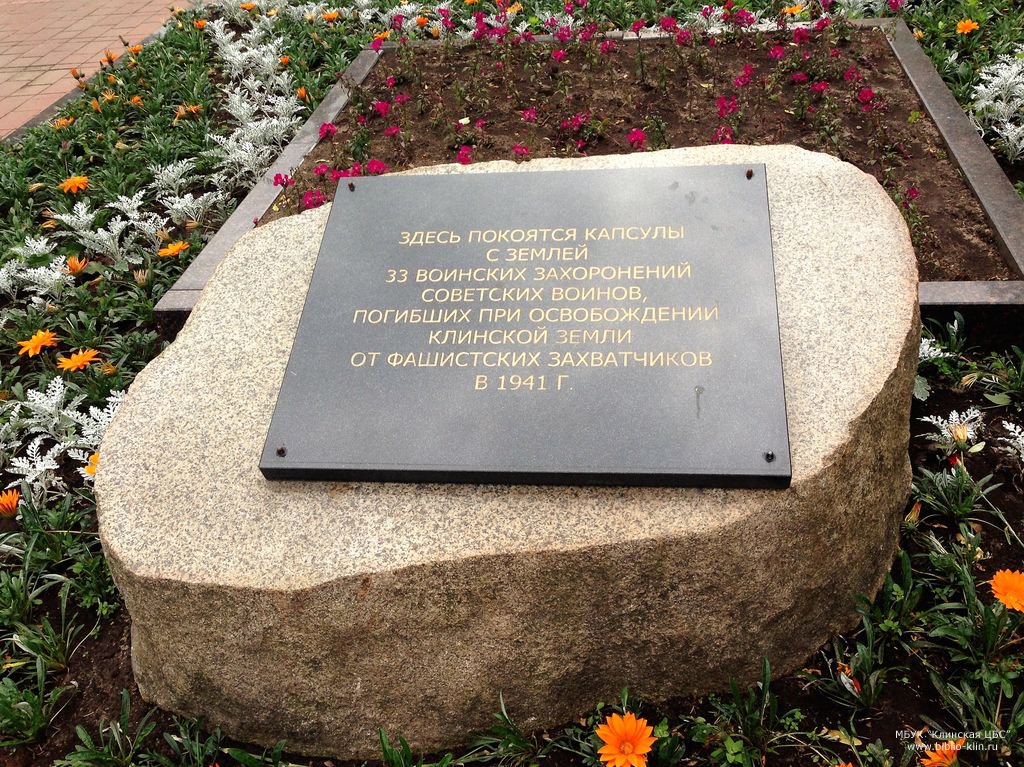 ЗДЕСЬ ПОКОЯТСЯ КАПСУЛЫ
С ЗЕМЛЕЙ
33 ВОИНСКИХ ЗАХОРОНЕНИЙ
СОВЕТСКИХ ВОИНОВ,
ПОГИБШИХ ПРИ ОСВОБОЖДЕНИИ
КЛИНСКОЙ ЗЕМЛИ
ОТ ФАШИСТСКИХ ЗАХВАТЧИКОВ
В 1941 Г.
МБУК "Клинская ЦБС"
www.biblio-klin.ru